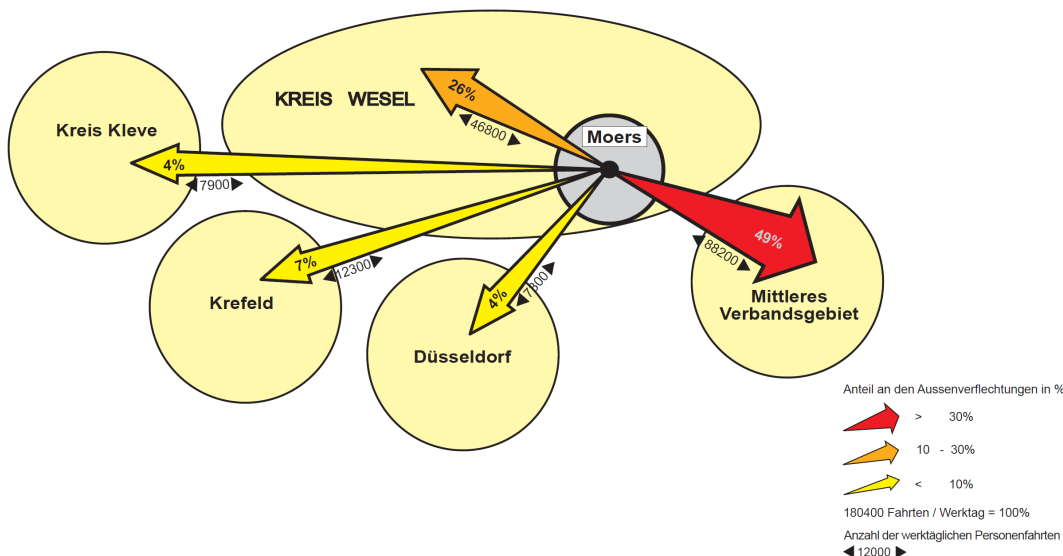 KREIS WESEL
26%
46800
Moers
Kreis Kleve
4%
7900
7%
12300
Krefeld
4%
7800
Düsseldorf
49%
88200
Mittleres
Verbandsgebiet
Anteil an den Aussenverflechtungen in %
> 30%
10 - 30%
< 10%
180400 Fahrten / Werktag = 100%
Anzahl der werktäglichen Personenfahrten
12000